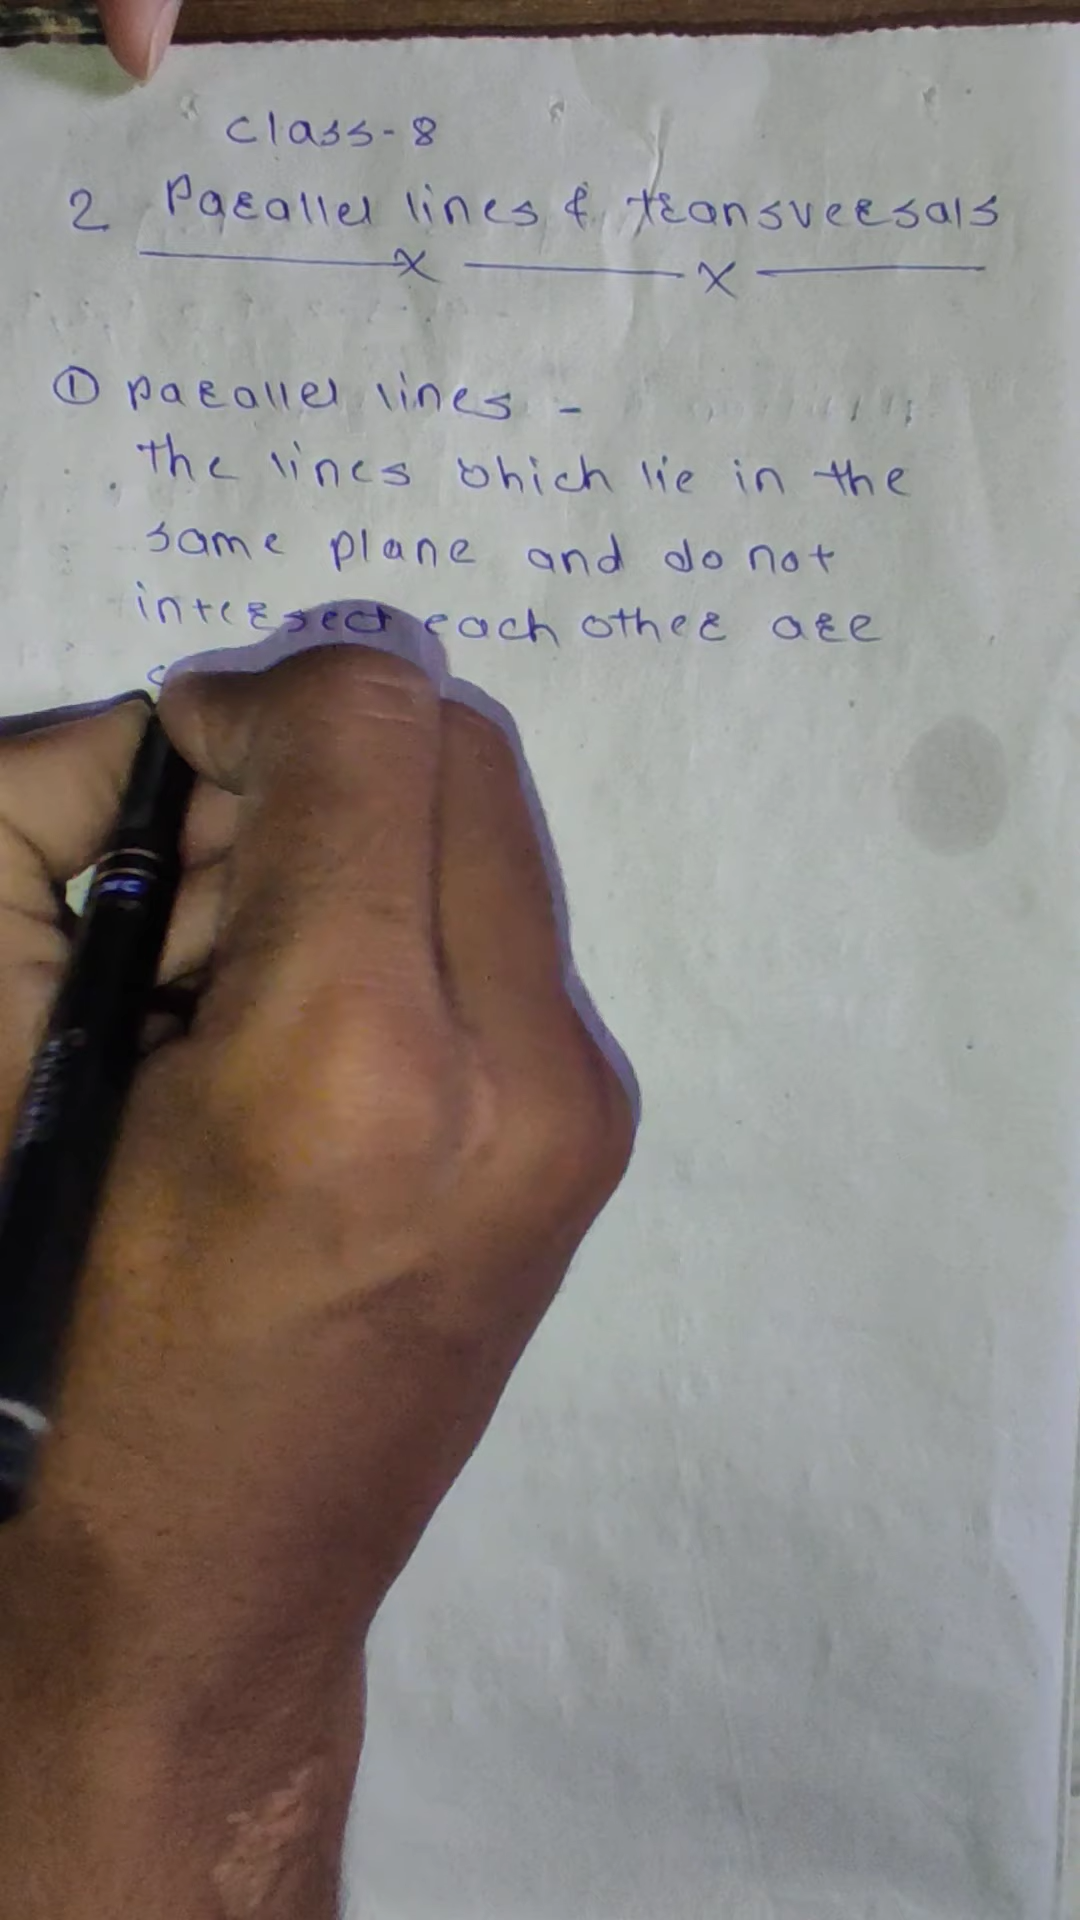 class-8
2 Parallel lines & transversals
① parallel lines -
the lines which lie in the
same plane and do not
intersect each other are